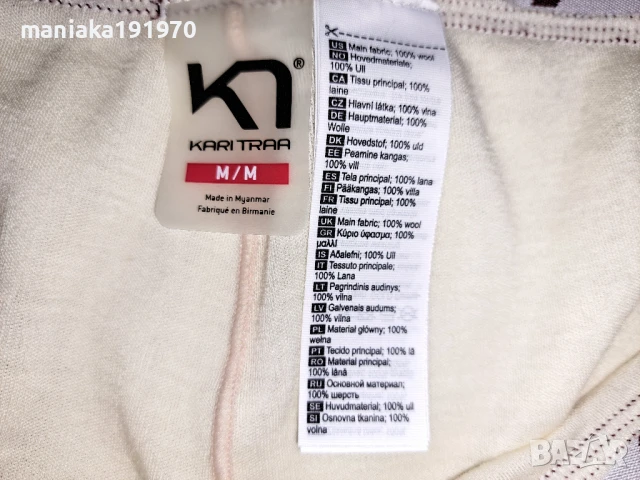 maniaka191970
®
KARI TRAA
M/M
Made in Myanmar
Fabriqué en Birmanie
US Main fabric; 100% wool
NO Hovedmateriale;
100% Ull
CA Tissu principal; 100%
laine
CZ Hlavní látka; 100% vlna
DE Hauptmaterial; 100%
Wolle
DK Hovedstof; 100% uld
EE Peamine kangas;
100% vill
ES Tela principal; 100% lana
FI Pääkangas; 100% villa
FR Tissu principal; 100%
laine
UK Main fabric; 100% wool
GR Κύριο ύφασμα; 100%
μαλλί
IS Aðalefni; 100% Ull
IT Tessuto principale;
100% Lana
LT Pagrindinis audinys;
100% vilna
LV Galvenais audums;
100% vilna
PL Materiał główny; 100%
wełna
PT Tecido principal; 100% lã
RO Material principal;
100% lână
RU Основной материал;
100% шерсть
SE Huvudmaterial; 100% ull
SI Osnovna tkanina; 100%
volna
BAZAR